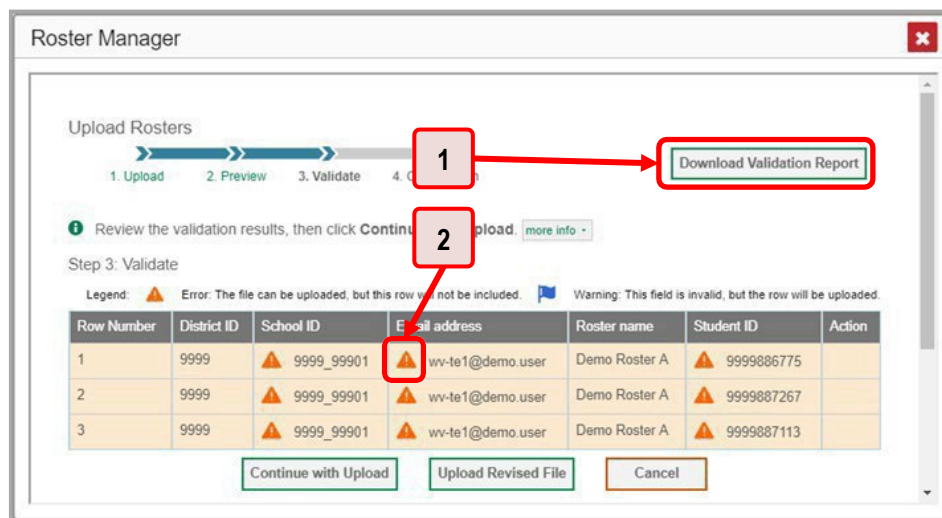 Roster Manager
Upload Rosters
1
Download Validation Report
1. Upload 2. Preview 3. Validate 4.
Review the validation results, then click Continu pload. more info -
2
Step 3: Validate
Legend: Error: The file can be uploaded, but this row will not be included. Warning: This field is invalid, but the row will be uploaded.
Row Number District ID School ID Email address Roster name Student ID Action
1 9999 9999_99901 wv-te1@demo.user Demo Roster A 9999886775
2 9999 9999_99901 wv-te1@demo.user Demo Roster A 9999887267
3 9999 9999_99901 wv-te1@demo.user Demo Roster A 9999887113
Continue with Upload Upload Revised File Cancel